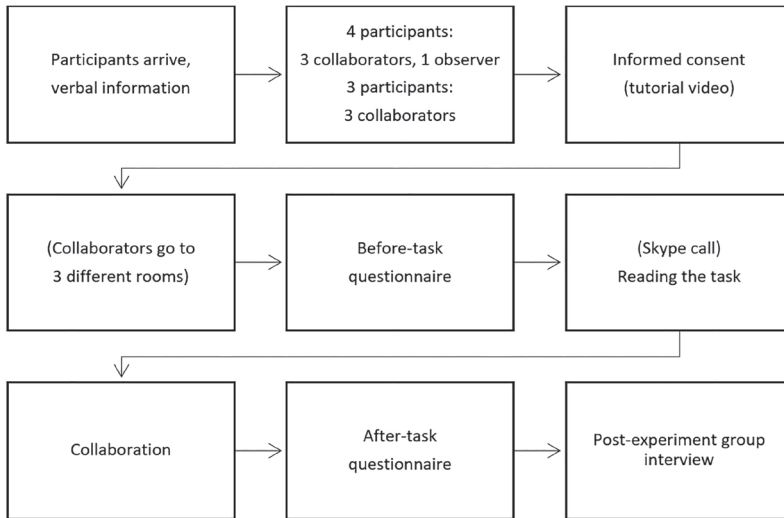 Participants arrive,
verbal information
4 participants:
3 collaborators, 1 observer
3 participants:
3 collaborators
Informed consent
(tutorial video)
(Collaborators go to
3 different rooms)
Before-task
questionnaire
(Skype call)
Reading the task
Collaboration
After-task
questionnaire
Post-experiment group
interview